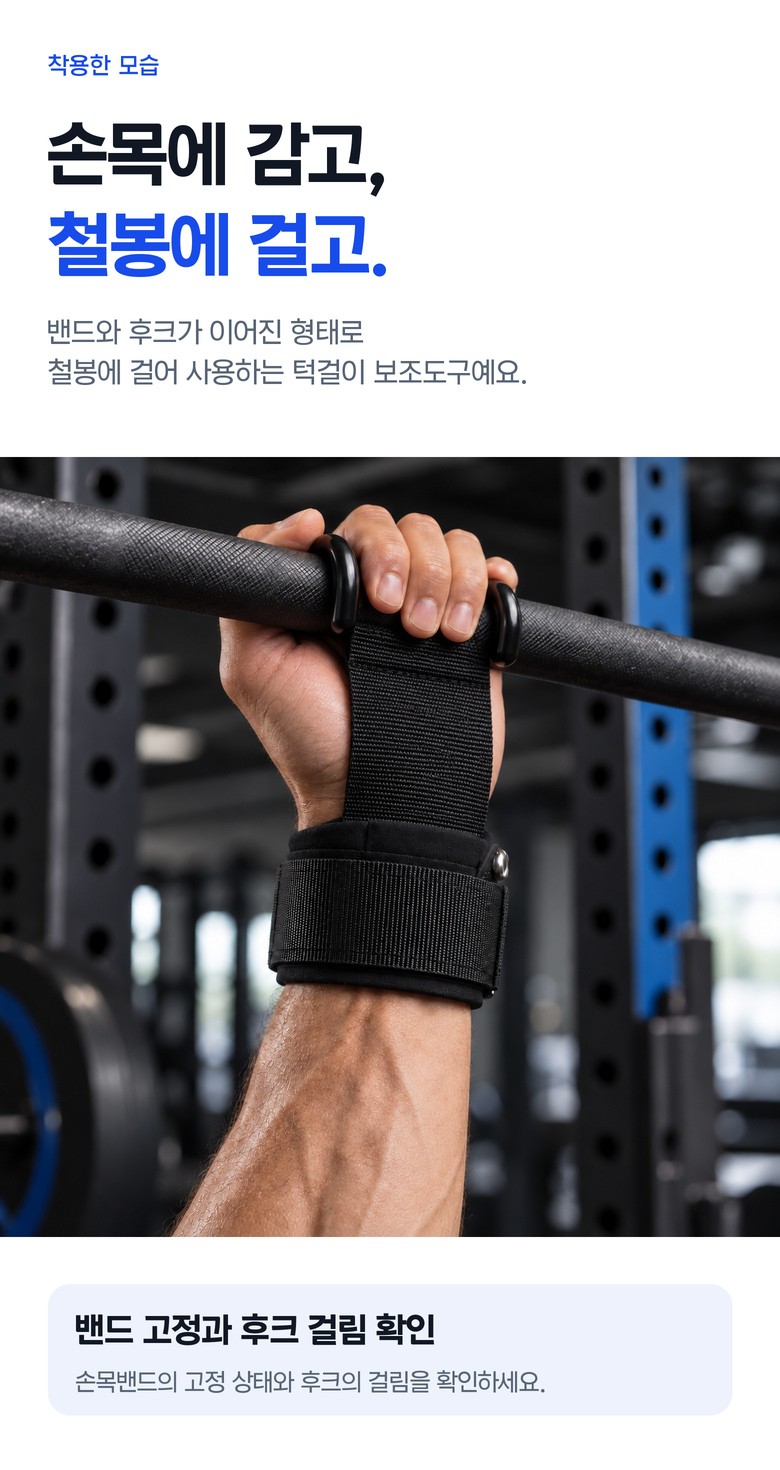 착용한 모습
손목에 감고,
철봉에 걸고.
밴드와 후크가 이어진 형태로
철봉에 걸어 사용하는 턱걸이 보조도구예요.
밴드 고정과 후크 걸림 확인
손목밴드의 고정 상태와 후크의 걸림을 확인하세요.